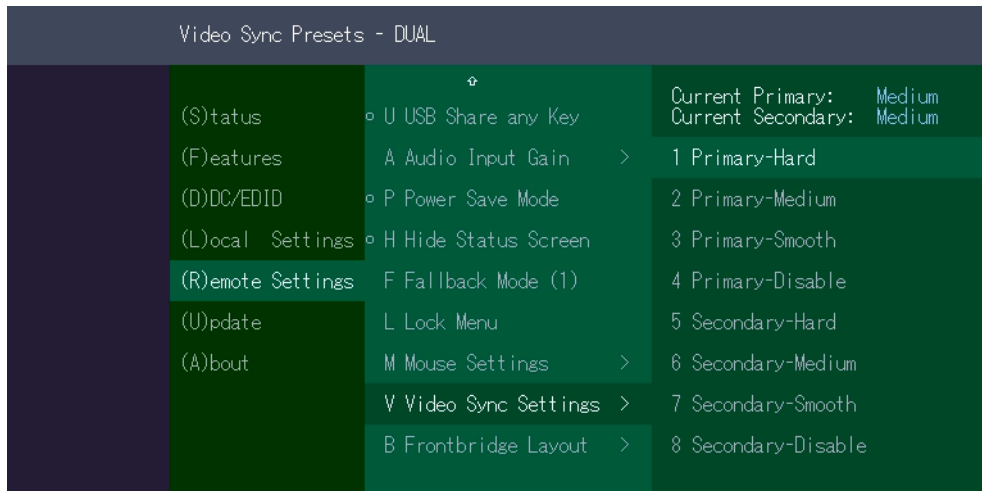 Video Sync Presets - DUAL
(S)tatus
(F)eatures
(D)DC/EDID
(L)ocal Settings
(R)emote Settings
(U)pdate
(A)bout
⇧
U USB Share any Key
A Audio Input Gain >
P Power Save Mode
H Hide Status Screen
F Fallback Mode (1)
L Lock Menu
M Mouse Settings >
V Video Sync Settings >
B Frontbridge Layout >
Current Primary: Medium
Current Secondary: Medium
1 Primary-Hard
2 Primary-Medium
3 Primary-Smooth
4 Primary-Disable
5 Secondary-Hard
6 Secondary-Medium
7 Secondary-Smooth
8 Secondary-Disable